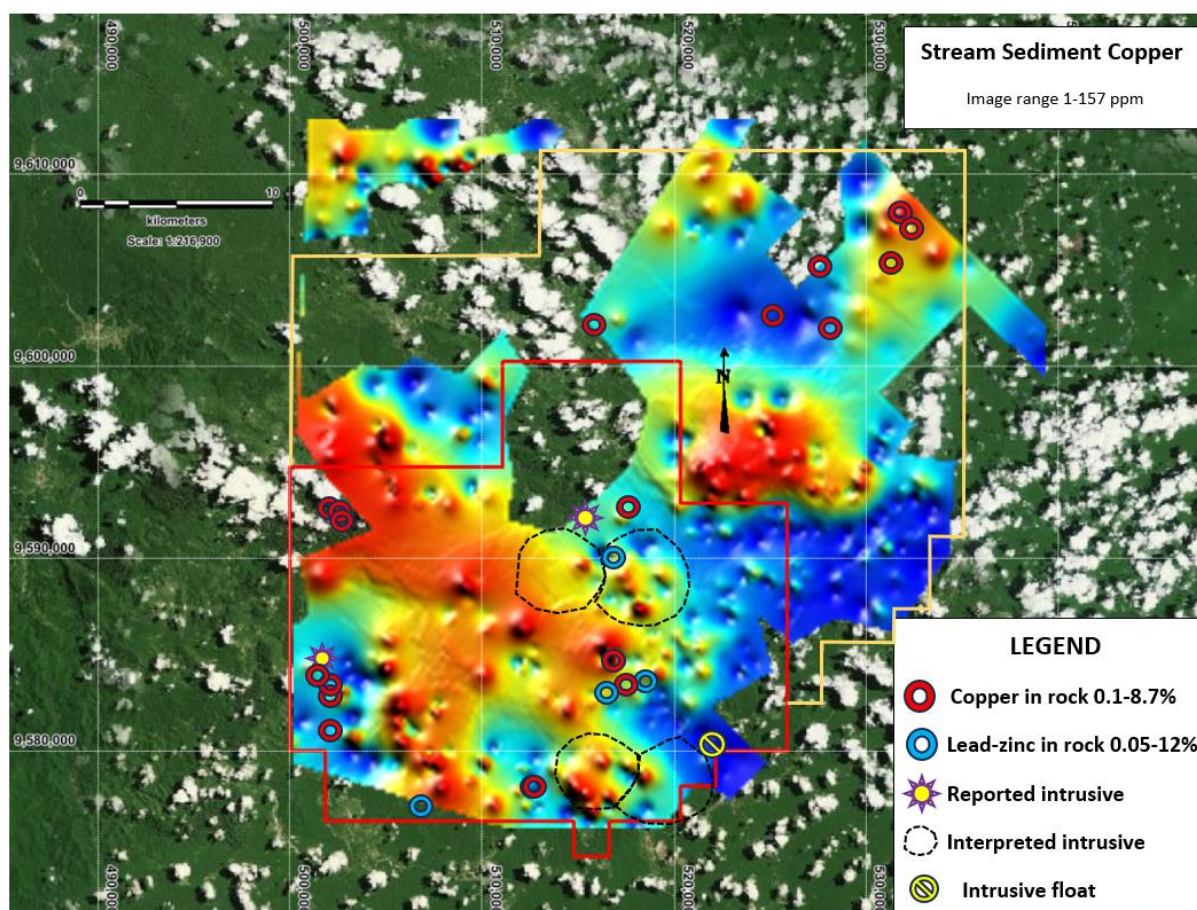 490,000
500,000
510,000
520,000
530,000
Stream Sediment Copper
Image range 1-157 ppm
9,610,000
0
10
kilometers
Scale: 1:216,900
9,600,000
N
9,590,000
9,580,000
LEGEND
Copper in rock 0.1-8.7%
Lead-zinc in rock 0.05-12%
Reported intrusive
Interpreted intrusive
Intrusive float
490,000
500,000
510,000
520,000
530,000